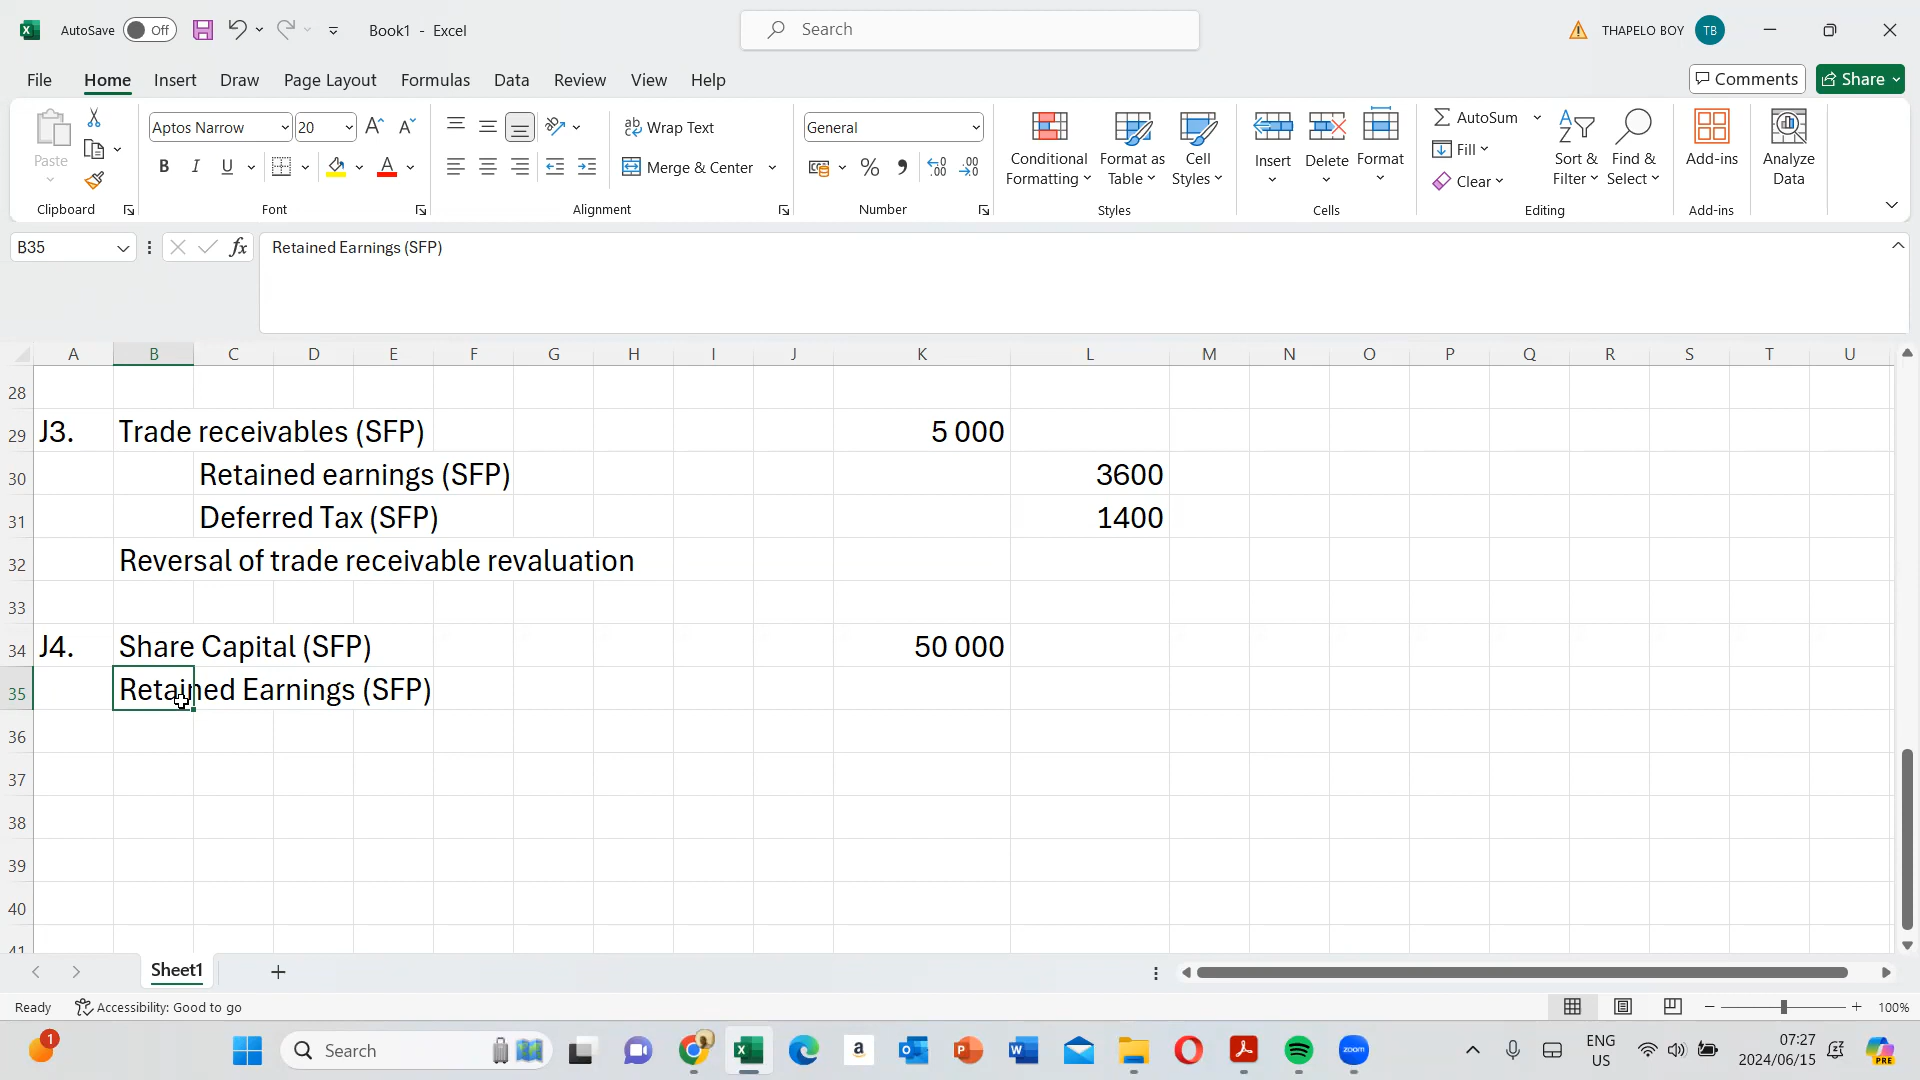 AutoSave Off Book1 - Excel Search THAPELO BOY TB
File Home Insert Draw Page Layout Formulas Data Review View Help Comments Share
Paste Aptos Narrow 20 Wrap Text General Conditional Formatting Format as Table Cell Styles Insert Delete Format AutoSum Sort & Filter Find & Select Add-ins Analyze Data
B I U Merge & Center % Fill
Clear
Clipboard Font Alignment Number Styles Cells Editing Add-ins
B35 fx Retained Earnings (SFP)
A B C D E F G H I J K L M N O P Q R S T U
28
29 J3. Trade receivables (SFP) 5 000
30 Retained earnings (SFP) 3600
31 Deferred Tax (SFP) 1400
32 Reversal of trade receivable revaluation
33
34 J4. Share Capital (SFP) 50 000
35 Retained Earnings (SFP)
36
37
38
39
40
41
Sheet1
Ready Accessibility: Good to go 100%
1 Search zoom ENG US 07:27 2024/06/15 PRE